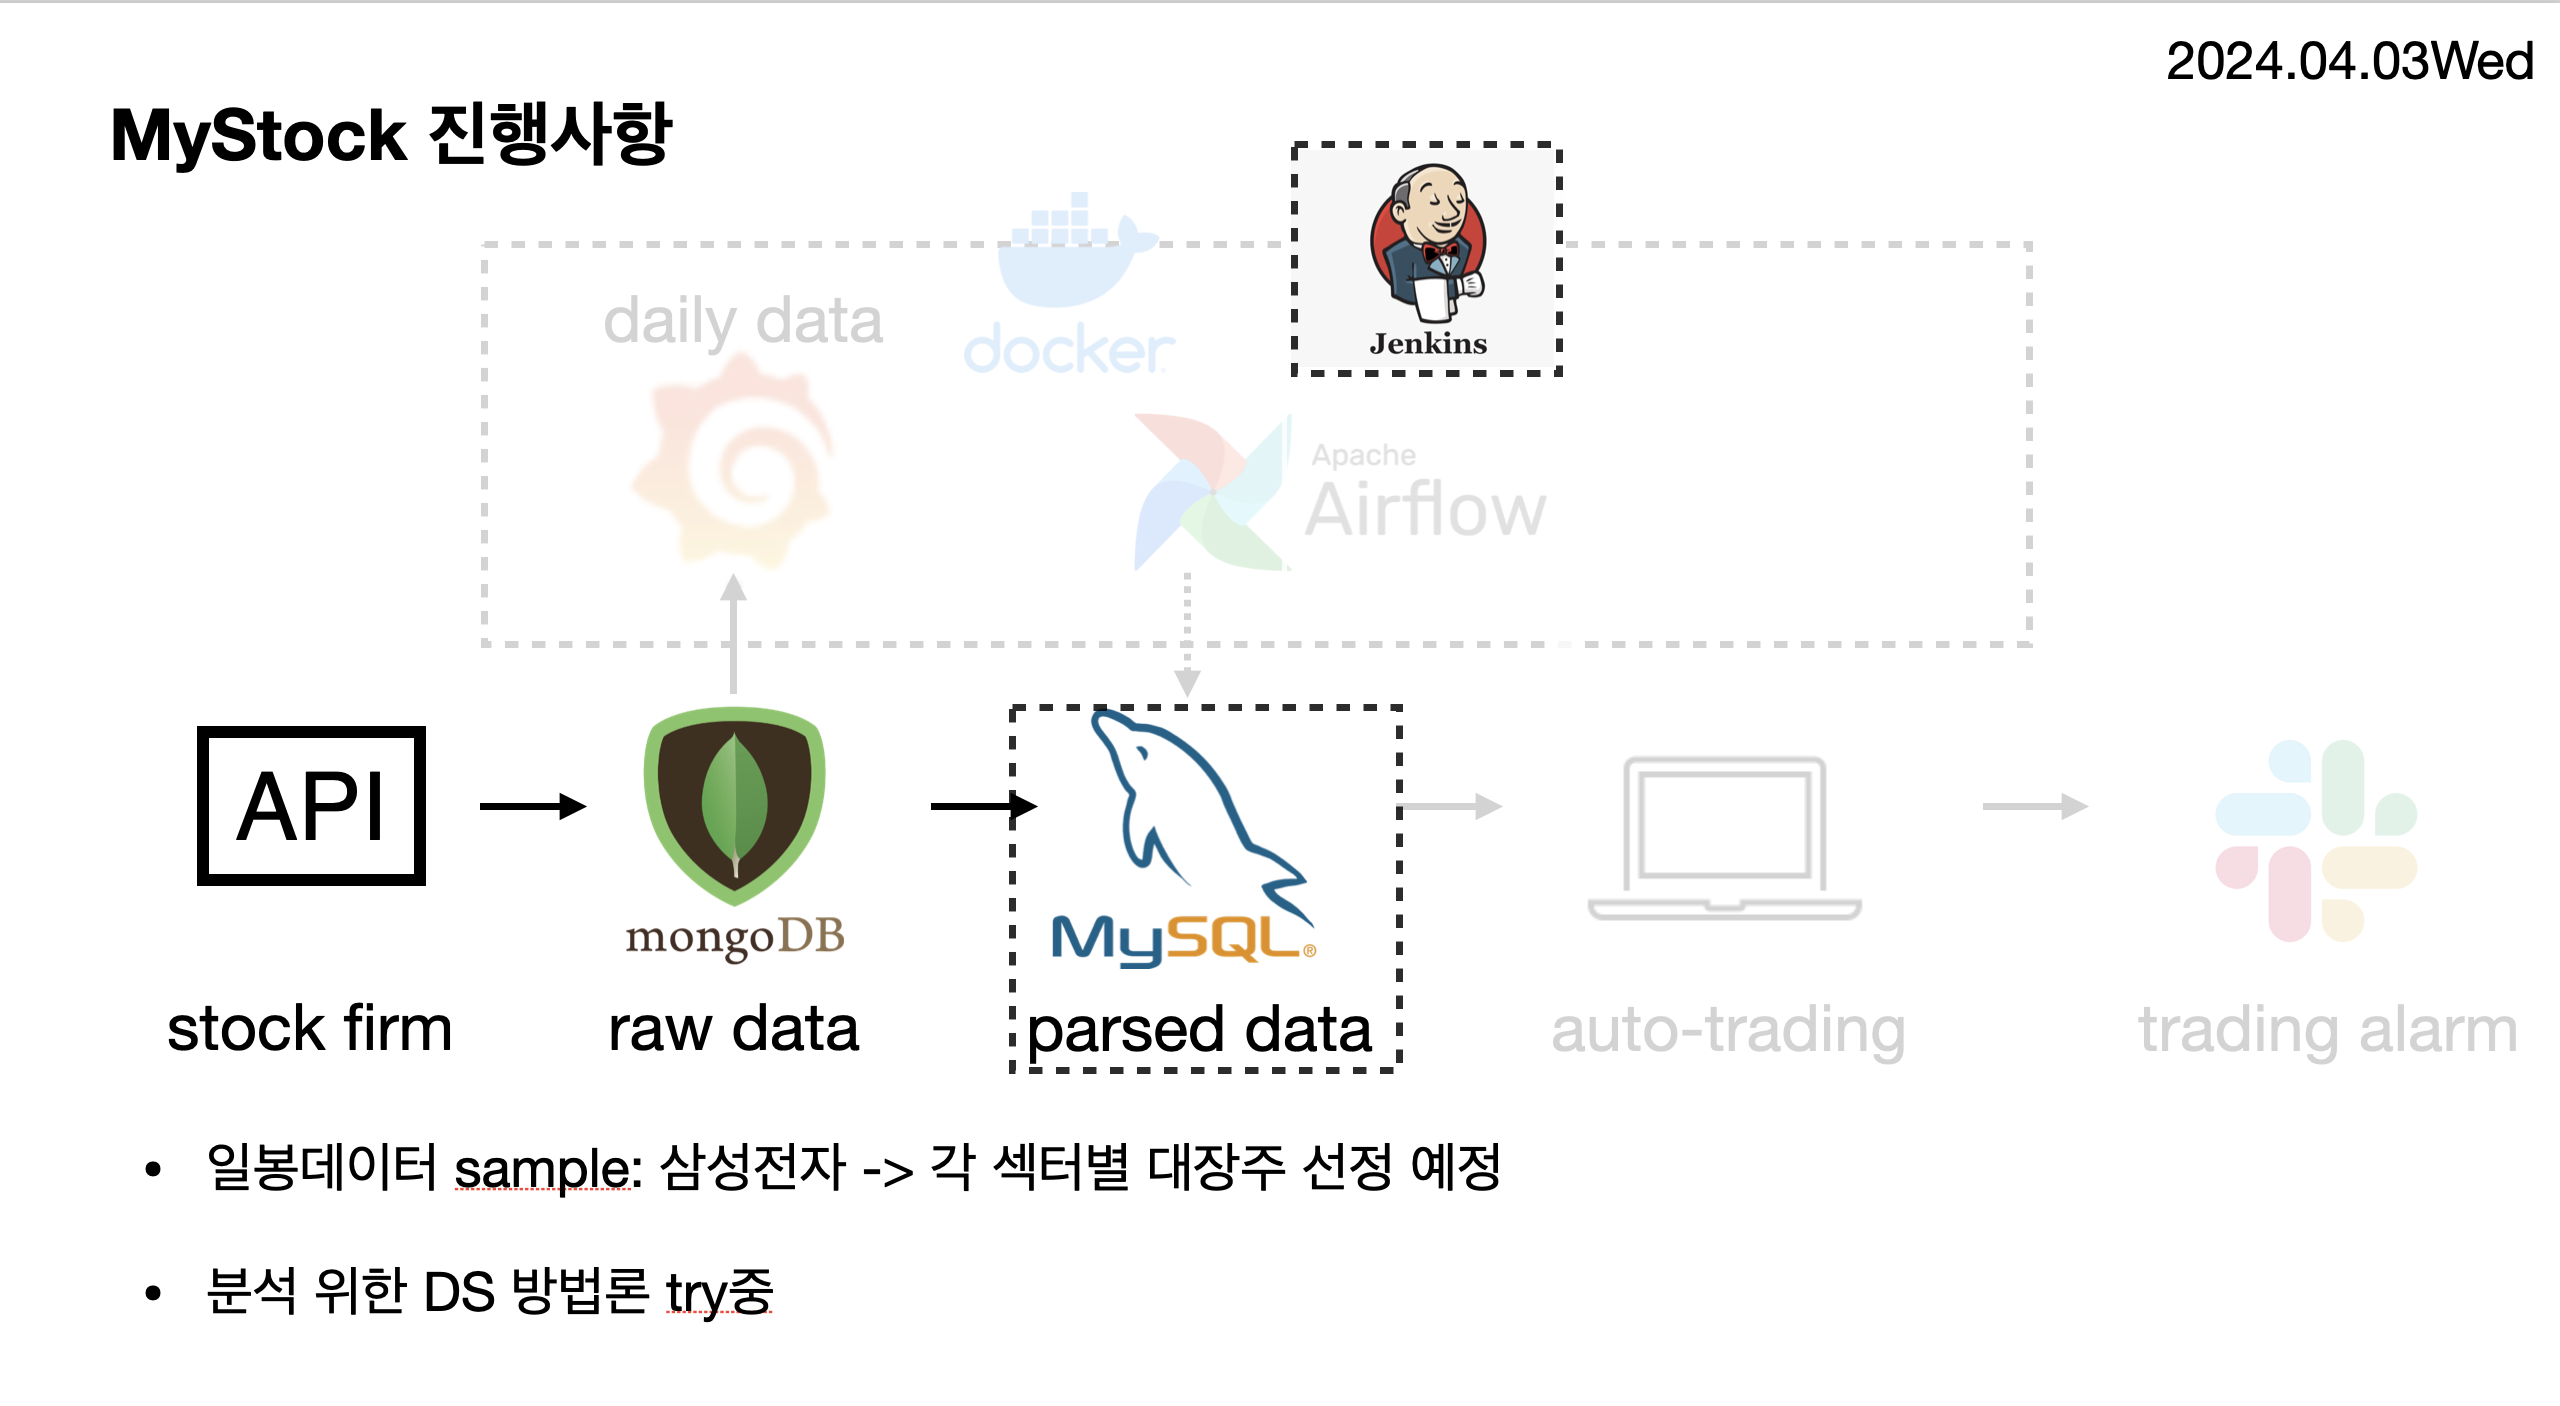 2024.04.03Wed
MyStock 진행사항
Jenkins
daily data
docker
Apache
Airflow
API
mongoDB
MySQL®
stock firm
raw data
parsed data
auto-trading
trading alarm
• 일봉데이터 sample: 삼성전자 -> 각 섹터별 대장주 선정 예정
• 분석 위한 DS 방법론 try중